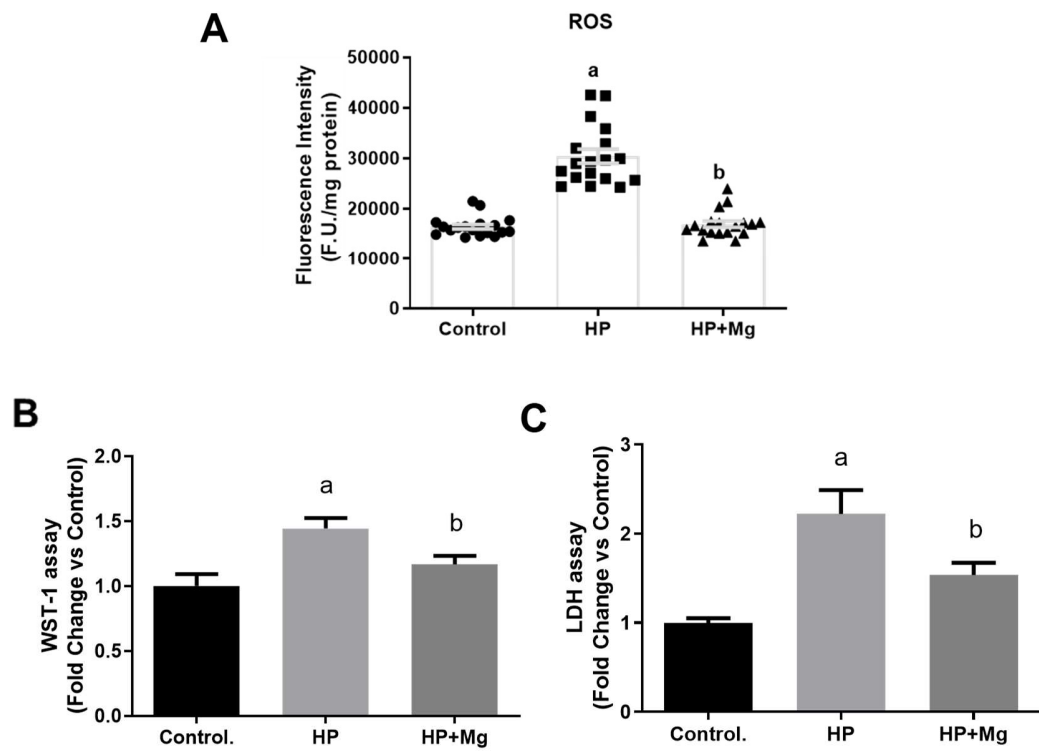 A
ROS
Fluorescence Intensity
(F.U./mg protein)
50000
40000
30000
20000
10000
0
a
b
Control
HP
HP+Mg
B
WST-1 assay
(Fold Change vs Control)
2.0
1.5
1.0
0.5
0.0
a
b
Control.
HP
HP+Mg
C
LDH assay
(Fold Change vs Control)
3
2
1
0
a
b
Control.
HP
HP+Mg